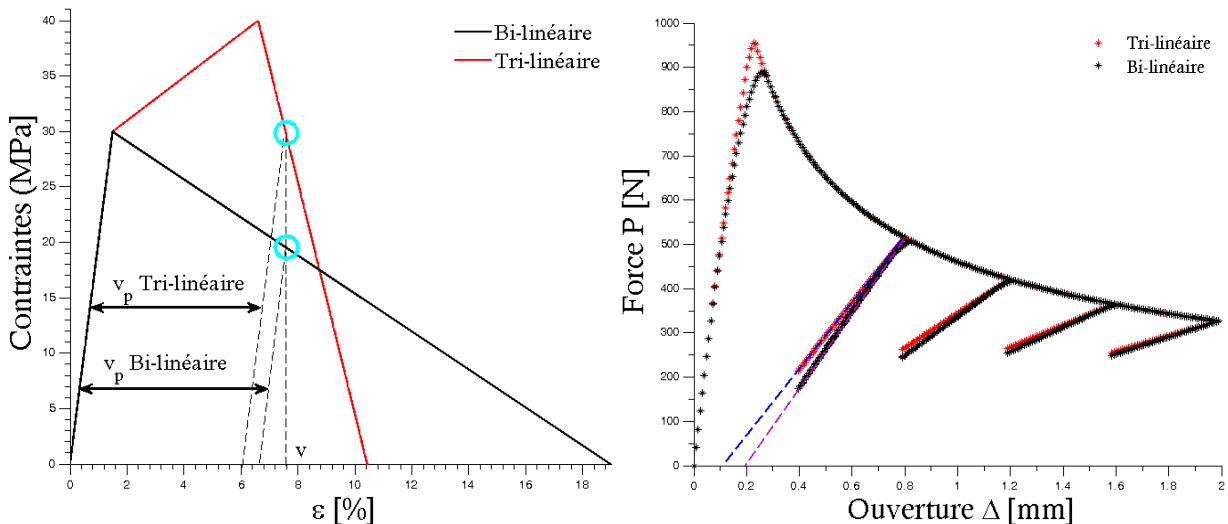 Contraintes (MPa)
40
35
30
25
20
15
10
5
0
Bi-linéaire
Tri-linéaire
v_p Tri-linéaire
v_p Bi-linéaire
v
0 2 4 6 8 10 12 14 16 18
ε [%]
Force P [N]
1000
900
800
700
600
500
400
300
200
100
0
Tri-linéaire
Bi-linéaire
0 0.2 0.4 0.6 0.8 1 1.2 1.4 1.6 1.8 2
Ouverture Δ [mm]